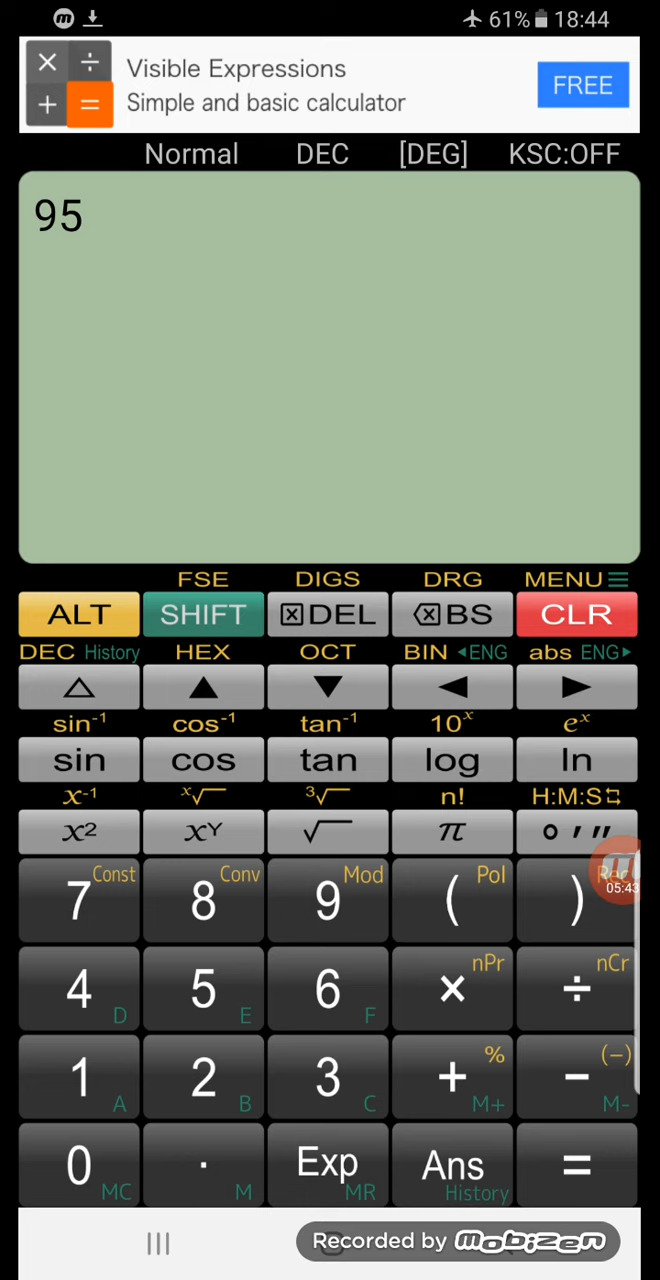 61% 18:44
× ÷ Visible Expressions FREE
+ = Simple and basic calculator
Normal DEC [DEG] KSC:OFF
95
FSE DIGS DRG MENU
ALT SHIFT DEL BS CLR
DEC History HEX OCT BIN ◄ENG abs ENG►
△ ▲ ▼ ◀ ▶
sin⁻¹ cos⁻¹ tan⁻¹ 10ˣ eˣ
sin cos tan log ln
x⁻¹ ˣ√ ³√ n! H:M:S
x² xʸ √ π ° ′ ″
Const Conv Mod Pol Rec
7 8 9 ( )
05:43
nPr nCr
4 5 6 × ÷
D E F
% (−)
1 2 3 + −
A B C M+ M-
0 . Exp Ans =
MC M MR History
Recorded by mobizen